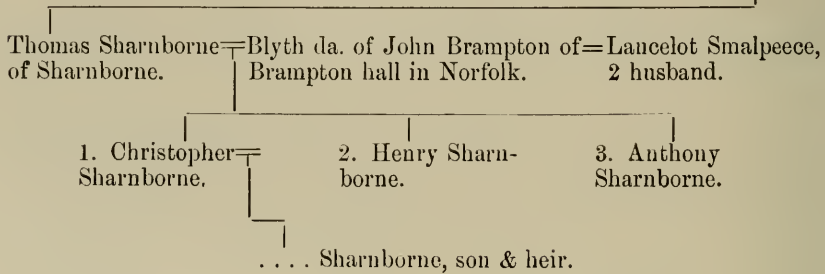 Thomas Sharnborne=Blyth da. of John Brampton of=Lancelot Smalpeece,
of Sharnborne. Brampton hall in Norfolk. 2 husband.
1. Christopher= 2. Henry Sharn- 3. Anthony
Sharnborne. borne. Sharnborne.
.... Sharnborne, son & heir.